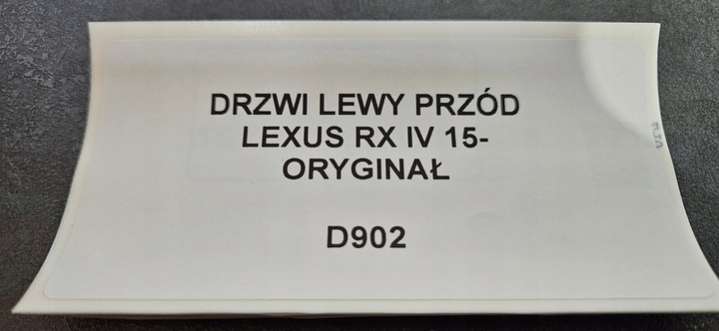 DRZWI LEWY PRZÓD
LEXUS RX IV 15-
ORYGINAŁ
D902